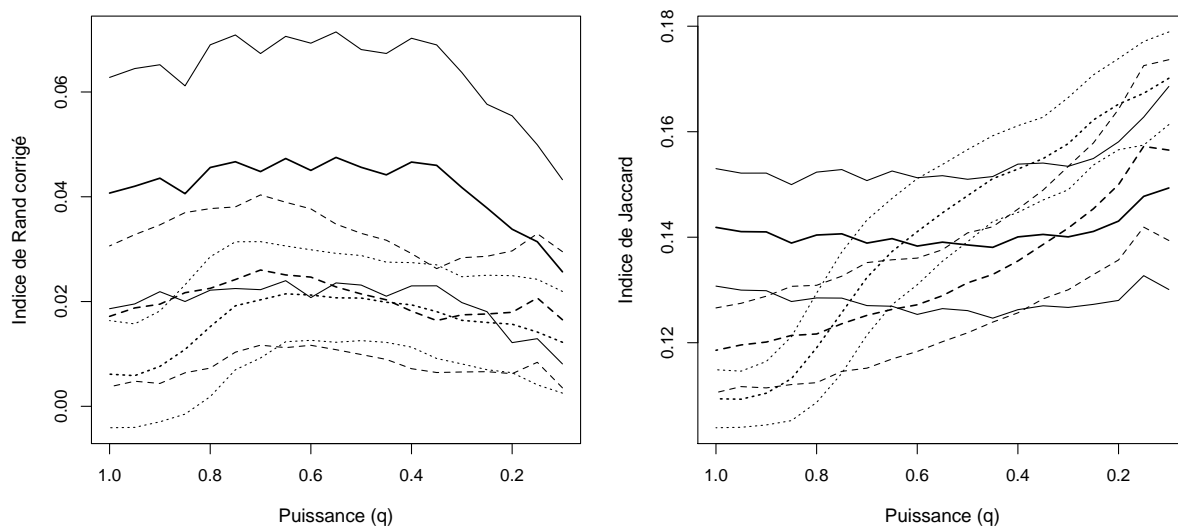 Indice de Rand corrigé
0.06
0.04
0.02
0.00
1.0 0.8 0.6 0.4 0.2
Puissance (q)
Indice de Jaccard
0.18
0.16
0.14
0.12
1.0 0.8 0.6 0.4 0.2
Puissance (q)